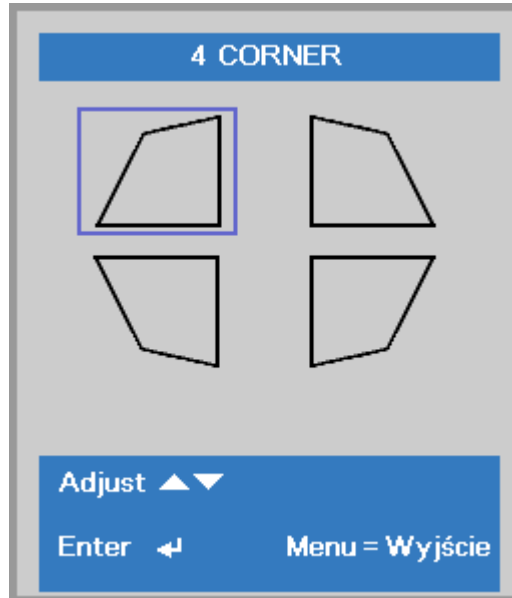 4 CORNER
Adjust ▲▼
Enter ↵ Menu = Wyjście